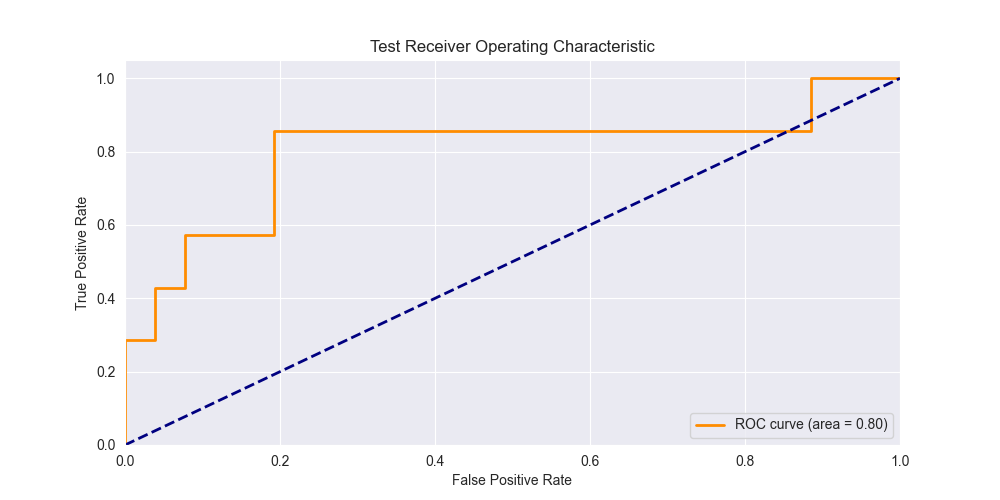 Test Receiver Operating Characteristic
True Positive Rate
1.0
0.8
0.6
0.4
0.2
0.0
ROC curve (area = 0.80)
0.0 0.2 0.4 0.6 0.8 1.0
False Positive Rate